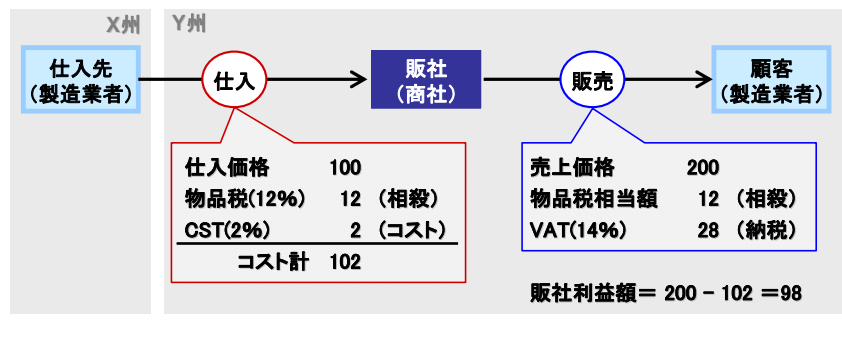 X州
Y州
仕入先
（製造業者）
仕入
販社
（商社）
販売
顧客
（製造業者）
仕入価格 100
物品税(12%) 12 （相殺）
CST(2%) 2 （コスト）
コスト計 102
売上価格 200
物品税相当額 12 （相殺）
VAT(14%) 28 （納税）
販社利益額＝ 200 − 102 ＝98